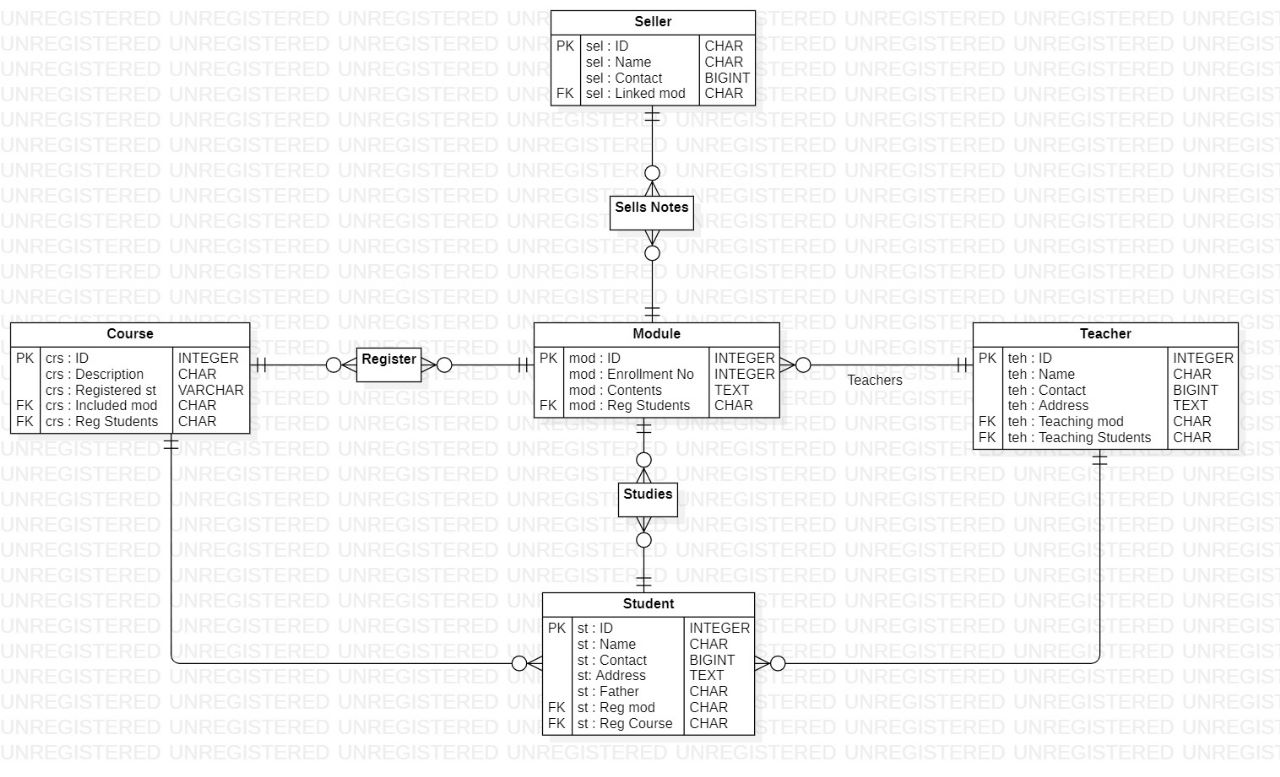 Seller
PK sel : ID CHAR
sel : Name CHAR
sel : Contact BIGINT
FK sel : Linked mod CHAR
Sells Notes
Course
PK crs : ID INTEGER
crs : Description CHAR
crs : Registered st VARCHAR
FK crs : Included mod CHAR
FK crs : Reg Students CHAR
Register
Module
PK mod : ID INTEGER
mod : Enrollment No INTEGER
mod : Contents TEXT
FK mod : Reg Students CHAR
Teachers
Teacher
PK teh : ID INTEGER
teh : Name CHAR
teh : Contact BIGINT
teh : Address TEXT
FK teh : Teaching mod CHAR
FK teh : Teaching Students CHAR
Studies
Student
PK st : ID INTEGER
st : Name CHAR
st : Contact BIGINT
st: Address TEXT
st : Father CHAR
FK st : Reg mod CHAR
FK st : Reg Course CHAR
UNREGISTERED UNREGISTERED UNREGISTERED UNREGISTERED UNREGISTERED UNREGISTERED UNREGISTERED